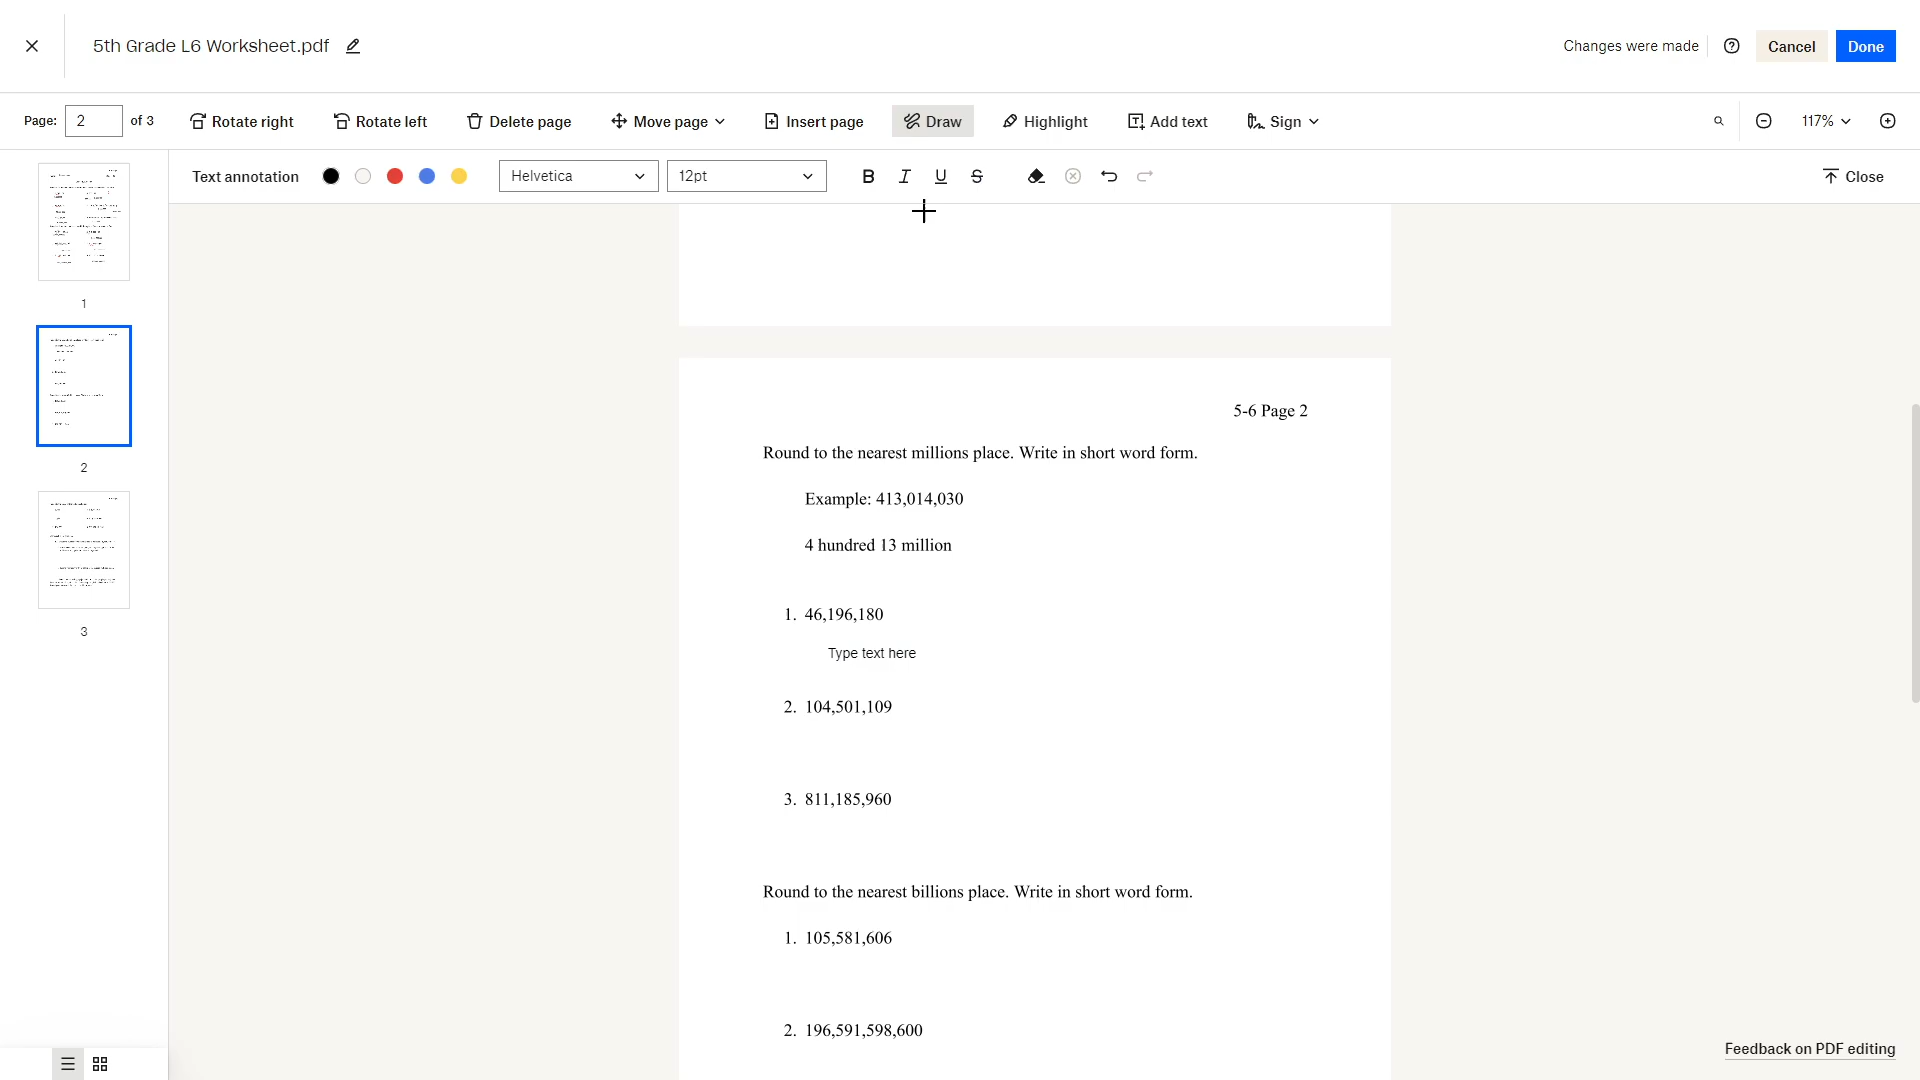 5th Grade L6 Worksheet.pdf
Changes were made
Cancel
Done
Page: 2 of 3
Rotate right
Rotate left
Delete page
Move page
Insert page
Draw
Highlight
Add text
Sign
117%
Text annotation
Helvetica
12pt
B I U S
Close
1
2
3
5-6 Page 2
Round to the nearest millions place. Write in short word form.
Example: 413,014,030
4 hundred 13 million
1. 46,196,180
Type text here
2. 104,501,109
3. 811,185,960
Round to the nearest billions place. Write in short word form.
1. 105,581,606
2. 196,591,598,600
Feedback on PDF editing